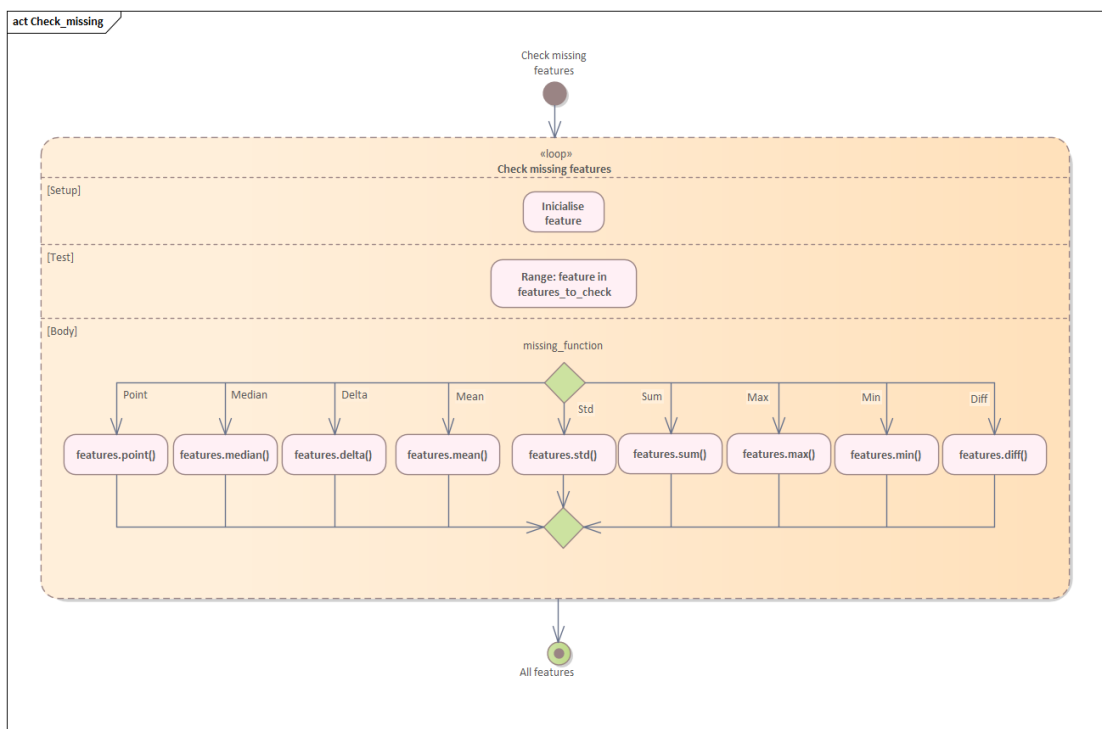 act Check_missing
Check missing
features
«loop»
Check missing features
[Setup]
Inicialise
feature
[Test]
Range: feature in
features_to_check
[Body]
missing_function
Point
Median
Delta
Mean
Std
Sum
Max
Min
Diff
features.point()
features.median()
features.delta()
features.mean()
features.std()
features.sum()
features.max()
features.min()
features.diff()
All features